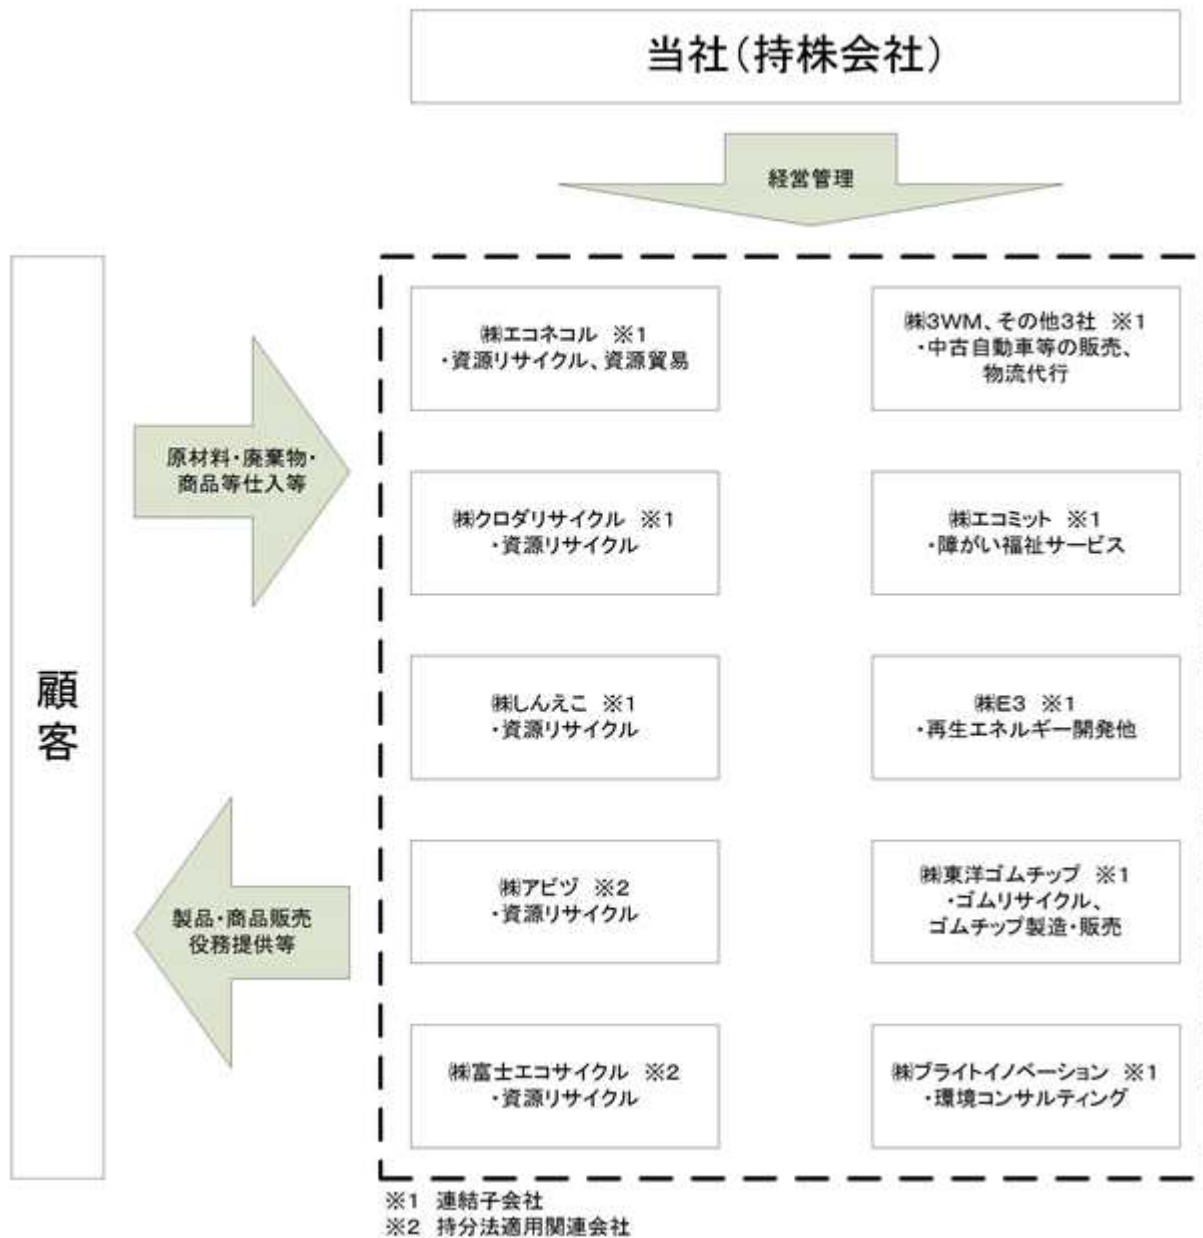 当社（持株会社）
経営管理
顧客
原材料・廃棄物・
商品等仕入等
製品・商品販売
役務提供等
㈱エコネコル ※1
・資源リサイクル、資源貿易
㈱3WM、その他3社 ※1
・中古自動車等の販売、
物流代行
㈱クロダリサイクル ※1
・資源リサイクル
㈱エコミット ※1
・障がい福祉サービス
㈱しんえこ ※1
・資源リサイクル
㈱E3 ※1
・再生エネルギー開発他
㈱アビヅ ※2
・資源リサイクル
㈱東洋ゴムチップ ※1
・ゴムリサイクル、
ゴムチップ製造・販売
㈱富士エコサイクル ※2
・資源リサイクル
㈱ブライトイノベーション ※1
・環境コンサルティング
※1 連結子会社
※2 持分法適用関連会社